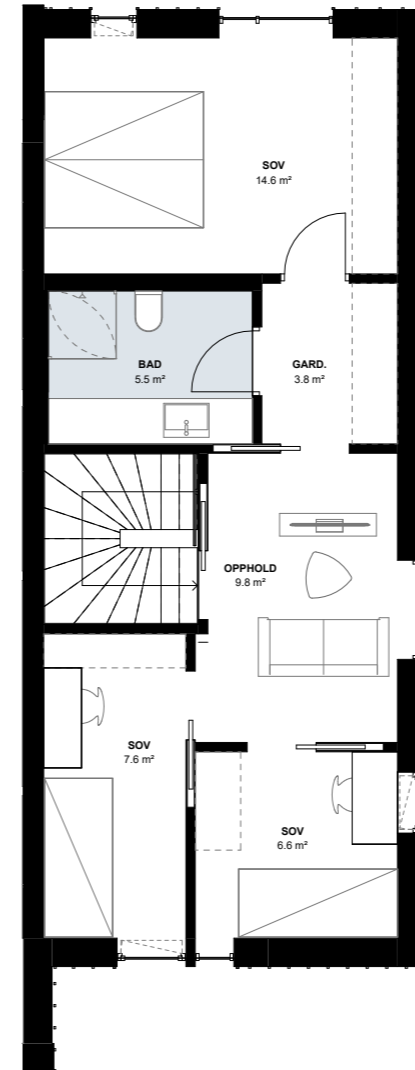 SOV
14.6 m²
BAD
5.5 m²
GARD.
3.8 m²
OPPHOLD
9.8 m²
SOV
7.6 m²
SOV
6.6 m²